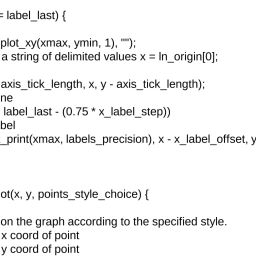 = label_last) {
plot_xy(xmax, ymin, 1), "");
a string of delimited values x = ln_origin[0];
axis_tick_length, x, y - axis_tick_length);
ne
label_last - (0.75 * x_label_step))
bel
_print(xmax, labels_precision), x - x_label_offset, y
ot(x, y, points_style_choice) {
on the graph according to the specified style.
x coord of point
y coord of point